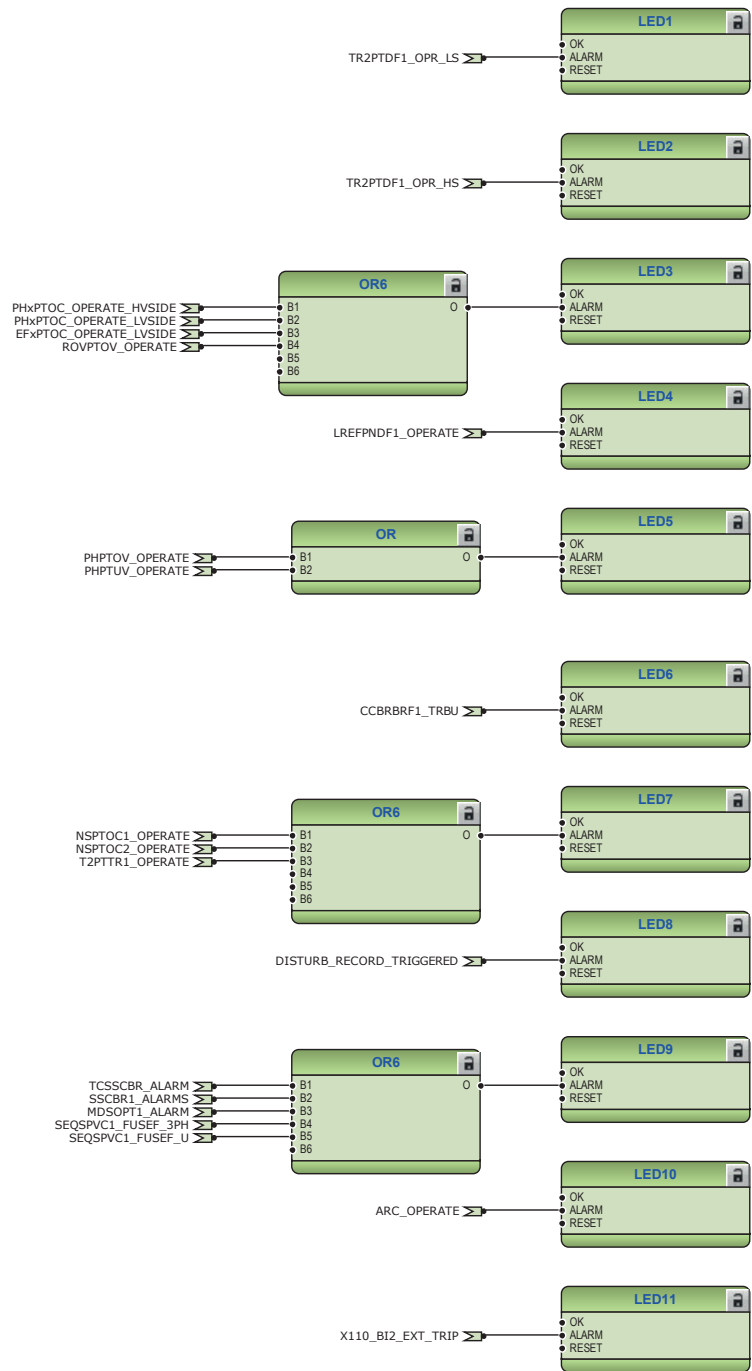 LED1
OK
TR2PTDF1_OPR_LS ALARM
RESET
LED2
OK
TR2PTDF1_OPR_HS ALARM
RESET
LED3
OR6
OK
PHxPTOC_OPERATE_HVSIDE B1 O ALARM
PHxPTOC_OPERATE_LVSIDE B2 RESET
EFxPTOC_OPERATE_LVSIDE B3
ROVPTOV_OPERATE B4
B5
B6
LED4
OK
LREFPNDF1_OPERATE ALARM
RESET
LED5
OR
OK
PHPTOV_OPERATE B1 O ALARM
PHPTUV_OPERATE B2 RESET
LED6
OK
CCBRBRF1_TRBU ALARM
RESET
LED7
OR6
OK
NSPTOC1_OPERATE B1 O ALARM
NSPTOC2_OPERATE B2 RESET
T2PTTR1_OPERATE B3
B4
B5
B6
LED8
OK
DISTURB_RECORD_TRIGGERED ALARM
RESET
LED9
OR6
OK
TCSSCBR_ALARM B1 O ALARM
SSCBR1_ALARMS B2 RESET
MDSOPT1_ALARM B3
SEQSPVC1_FUSEF_3PH B4
SEQSPVC1_FUSEF_U B5
B6
LED10
OK
ARC_OPERATE ALARM
RESET
LED11
OK
X110_BI2_EXT_TRIP ALARM
RESET